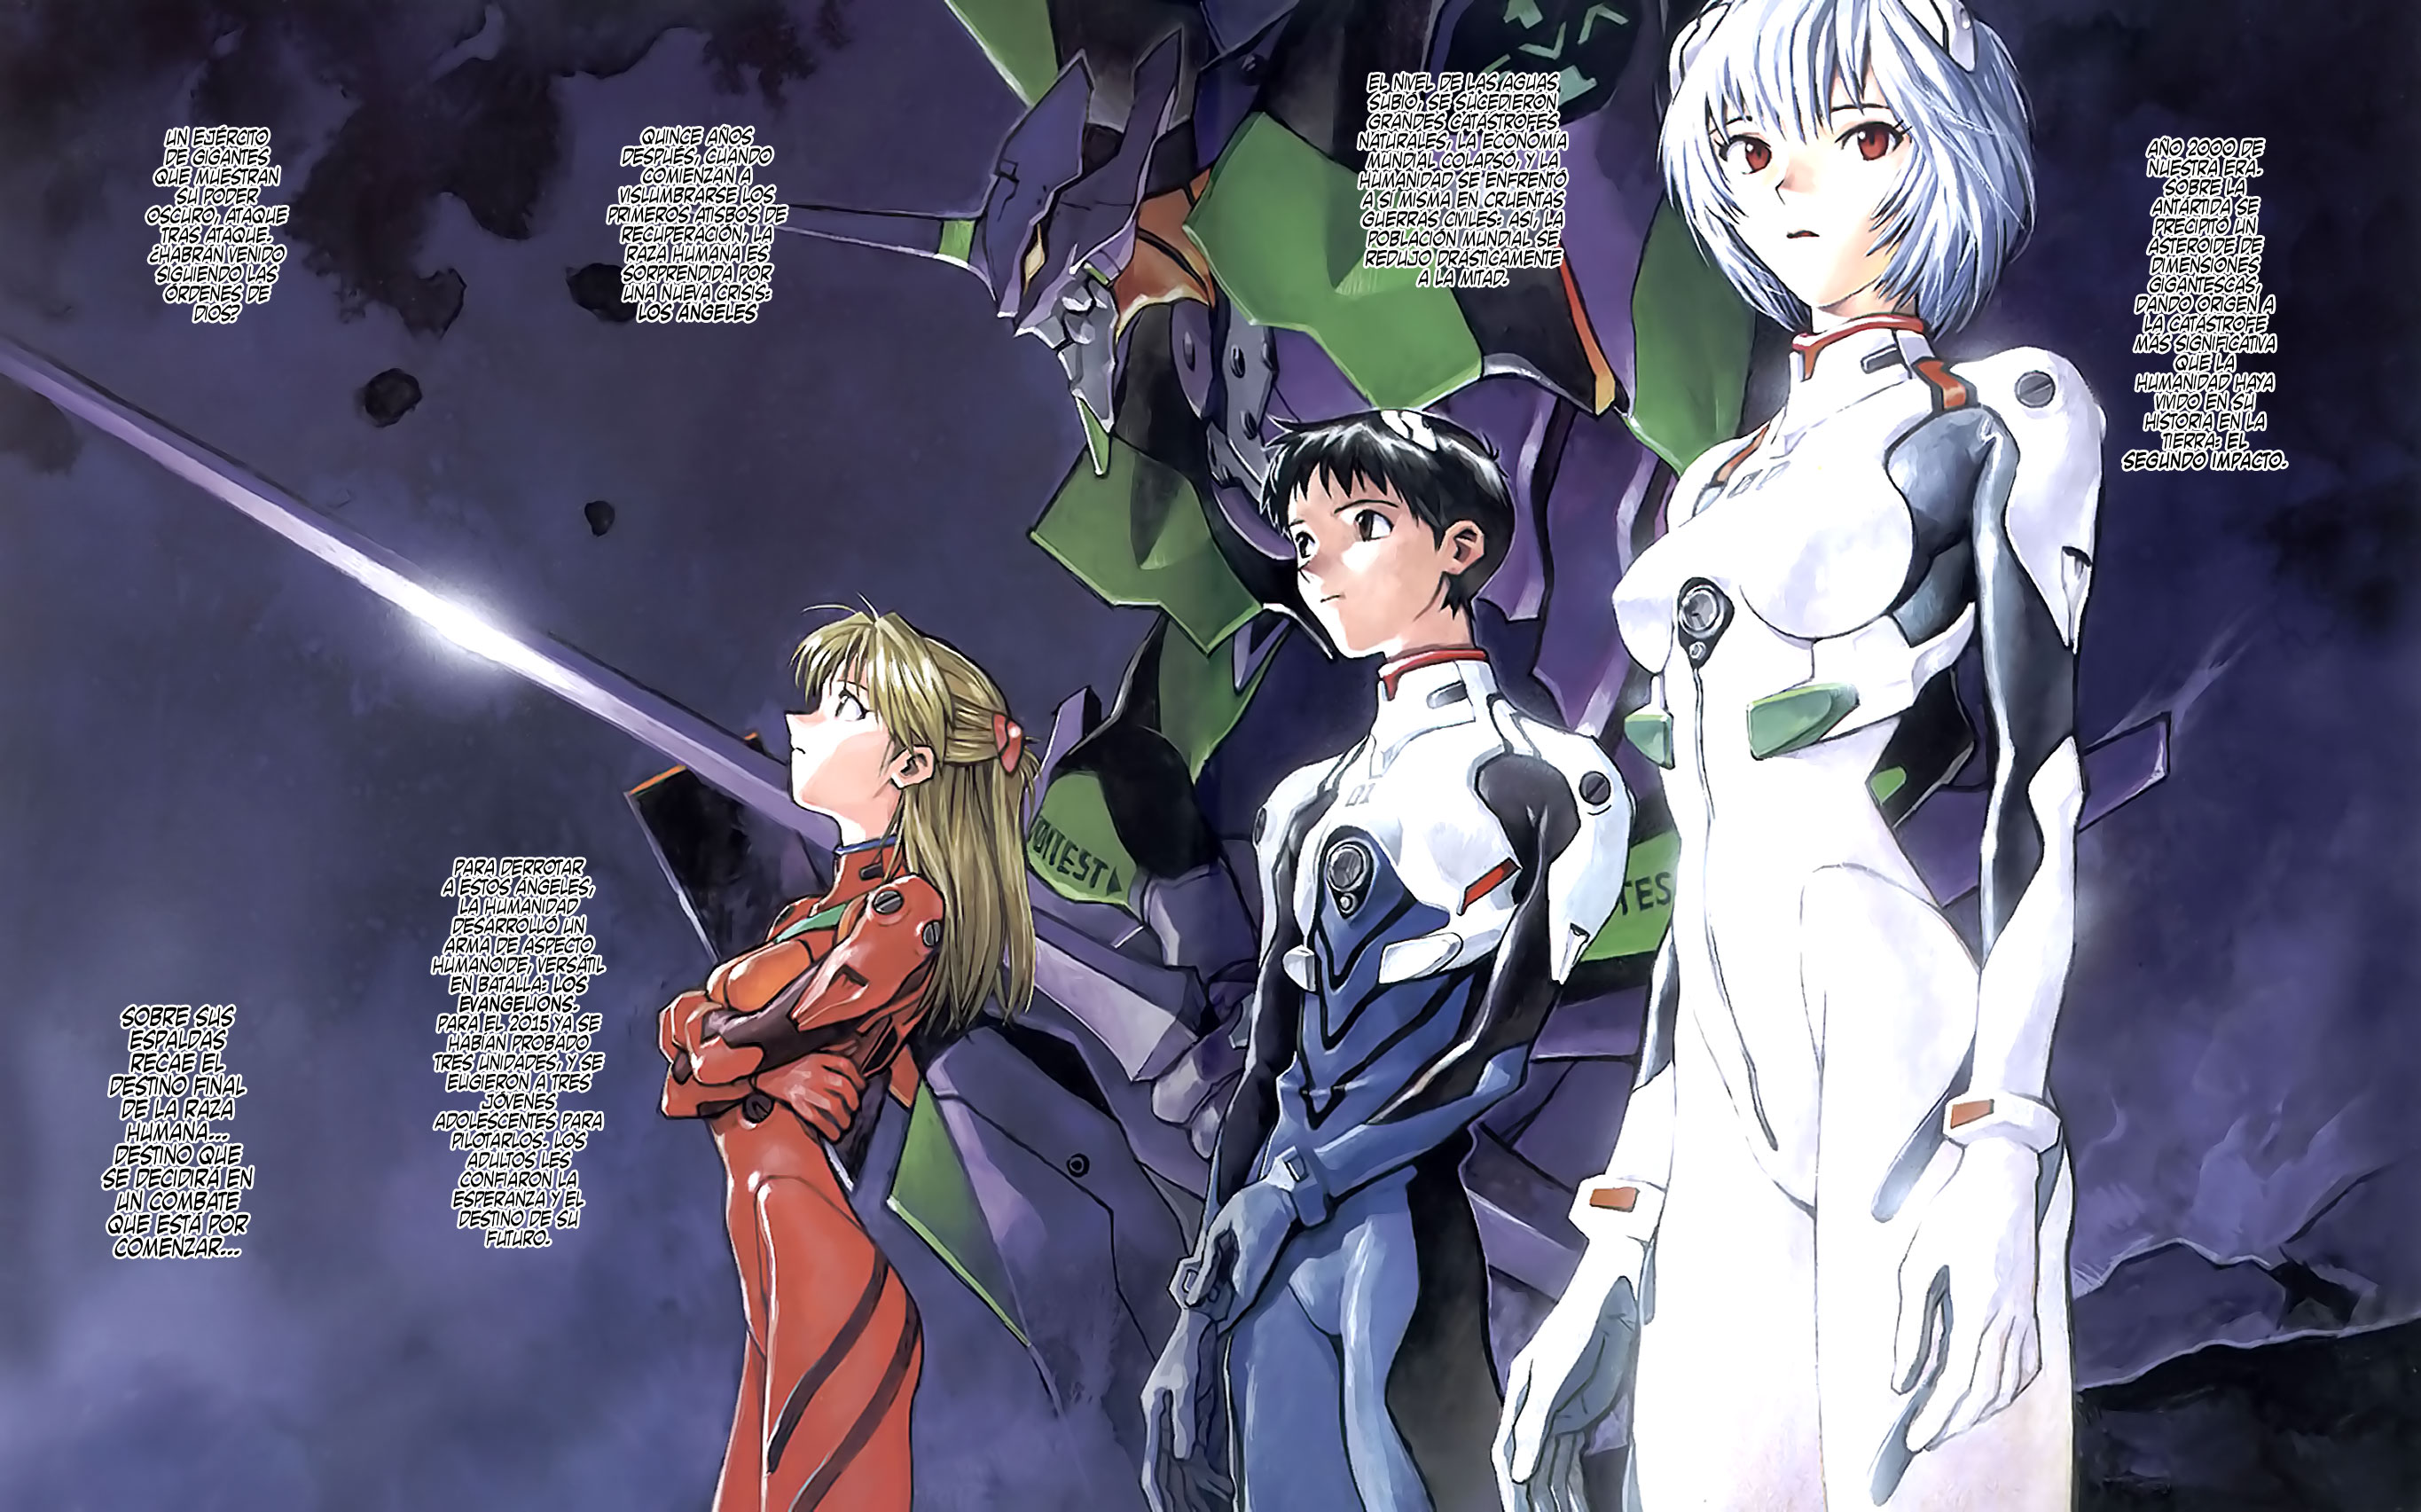 AÑO 2000 DE
NUESTRA ERA.
SOBRE LA
ANTÁRTIDA SE
PRECIPITÓ UN
ASTEROIDE DE
DIMENSIONES
GIGANTESCAS,
DANDO ORIGEN A
LA CATÁSTROFE
MÁS SIGNIFICATIVA
QUE LA
HUMANIDAD HAYA
VIVIDO EN SU
HISTORIA EN LA
TIERRA: EL
SEGUNDO IMPACTO.
EL NIVEL DE LAS AGUAS
SUBIÓ, SE SUCEDIERON
GRANDES CATÁSTROFES
NATURALES, LA ECONOMÍA
MUNDIAL COLAPSÓ, Y LA
HUMANIDAD SE ENFRENTÓ
A SÍ MISMA EN CRUENTAS
GUERRAS CIVILES: ASÍ, LA
POBLACIÓN MUNDIAL SE
REDUJO DRÁSTICAMENTE
A LA MITAD.
QUINCE AÑOS
DESPUÉS, CUANDO
COMIENZAN A
VISLUMBRARSE LOS
PRIMEROS ATISBOS DE
RECUPERACIÓN, LA
RAZA HUMANA ES
SORPRENDIDA POR
UNA NUEVA CRISIS:
LOS ÁNGELES
UN EJÉRCITO
DE GIGANTES
QUE MUESTRAN
SU PODER
OSCURO, ATAQUE
TRAS ATAQUE.
¿HABRÁN VENIDO
SIGUIENDO LAS
ÓRDENES DE
DIOS?
PARA DERROTAR
A ESTOS ÁNGELES,
LA HUMANIDAD
DESARROLLÓ UN
ARMA DE ASPECTO
HUMANOIDE, VERSÁTIL
EN BATALLA: LOS
EVANGELIONS.
PARA EL 2015 YA SE
HABÍAN PROBADO
TRES UNIDADES, Y SE
ELIGIERON A TRES
JÓVENES
ADOLESCENTES PARA
PILOTARLOS. LOS
ADULTOS LES
CONFIARON LA
ESPERANZA Y EL
DESTINO DE SU
FUTURO.
SOBRE SUS
ESPALDAS
RECAE EL
DESTINO FINAL
DE LA RAZA
HUMANA...
DESTINO QUE
SE DECIDIRÁ EN
UN COMBATE
QUE ESTÁ POR
COMENZAR...
01
TEST
TES